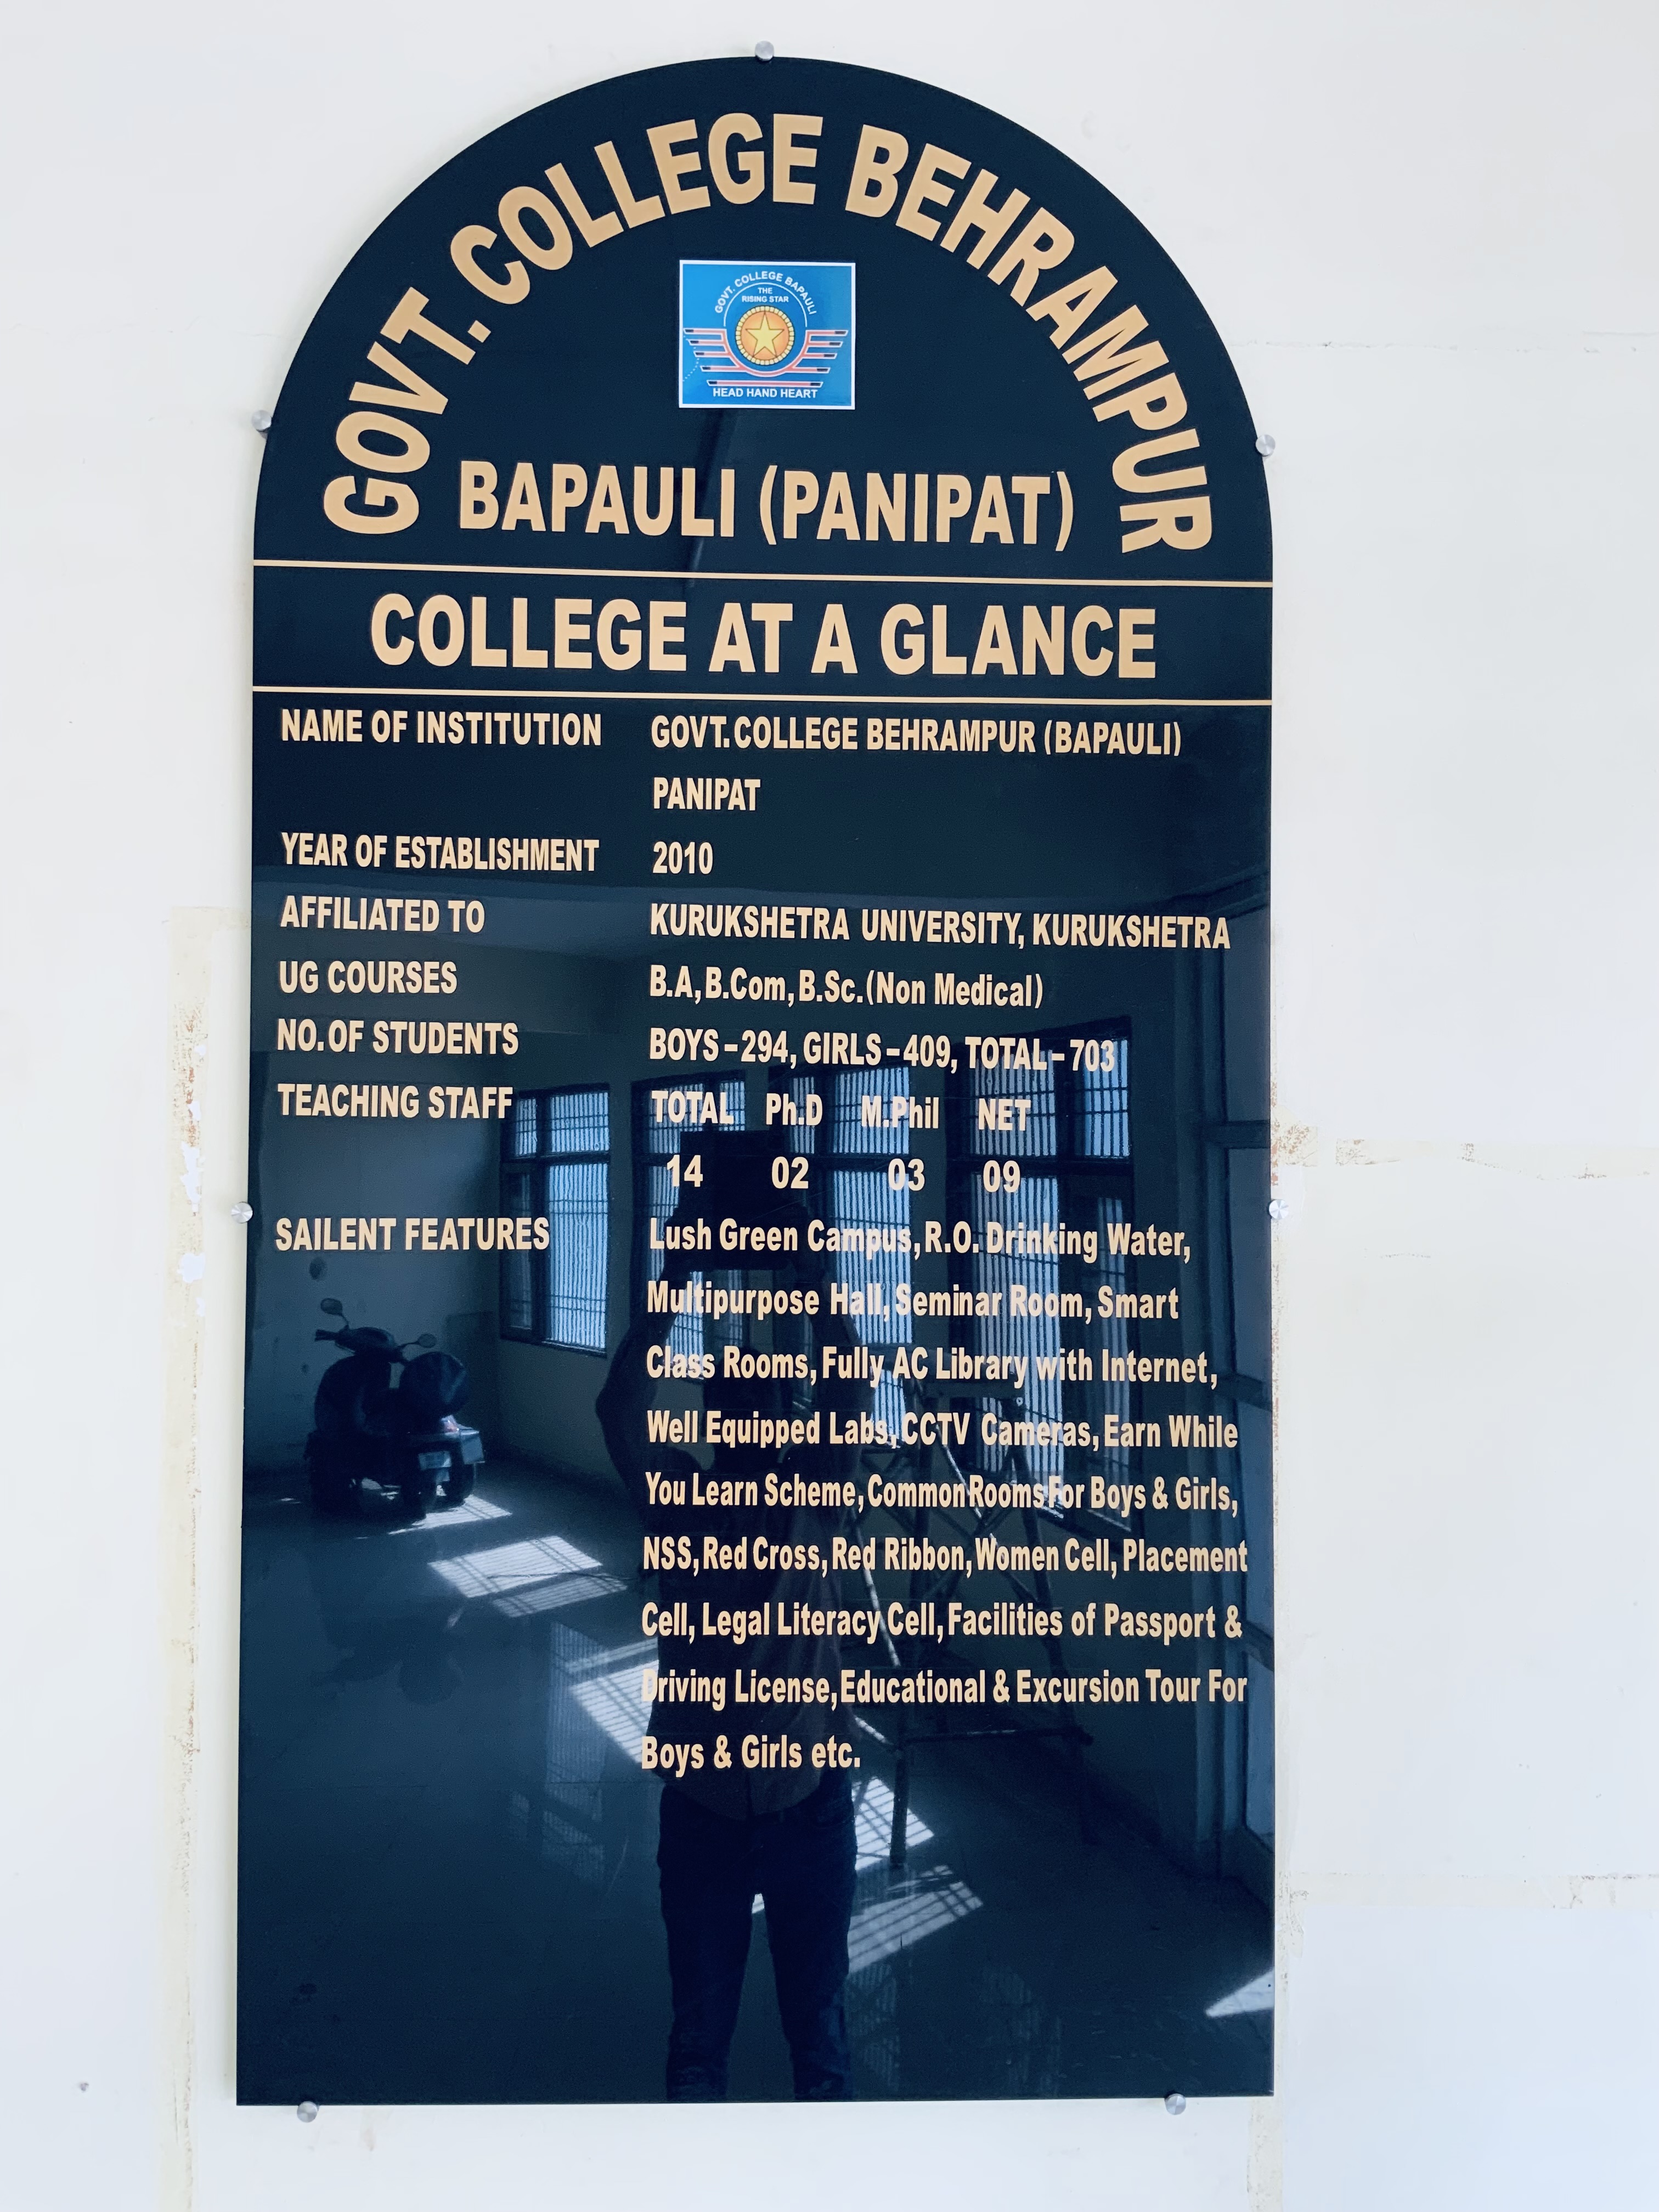 GOVT. COLLEGE BEHRAMPUR
GOVT. COLLEGE BAPAULI
THE
RISING STAR
HEAD HAND HEART
BAPAULI (PANIPAT)
COLLEGE AT A GLANCE
NAME OF INSTITUTION GOVT. COLLEGE BEHRAMPUR (BAPAULI)
PANIPAT
YEAR OF ESTABLISHMENT 2010
AFFILIATED TO KURUKSHETRA UNIVERSITY, KURUKSHETRA
UG COURSES B.A, B.Com, B.Sc. (Non Medical)
NO. OF STUDENTS BOYS - 294, GIRLS - 409, TOTAL - 703
TEACHING STAFF TOTAL Ph.D M.Phil NET
14 02 03 09
SAILENT FEATURES Lush Green Campus, R.O. Drinking Water,
Multipurpose Hall, Seminar Room, Smart
Class Rooms, Fully AC Library with Internet,
Well Equipped Labs, CCTV Cameras, Earn While
You Learn Scheme, Common Rooms For Boys & Girls,
NSS, Red Cross, Red Ribbon, Women Cell, Placement
Cell, Legal Literacy Cell, Facilities of Passport &
Driving License, Educational & Excursion Tour For
Boys & Girls etc.